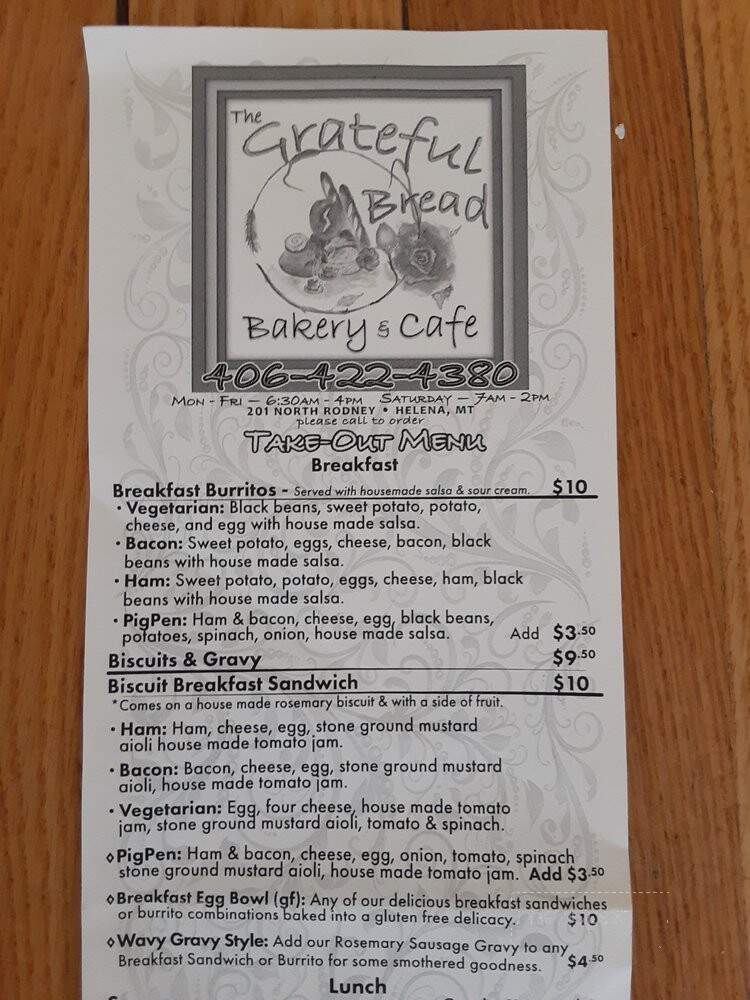 The
Grateful
Bread
Bakery & Cafe
406-422-4380
Mon - Fri — 6:30AM - 4PM Saturday — 7AM - 2PM
201 NORTH RODNEY • HELENA, MT
please call to order
Take-Out Menu
Breakfast
Breakfast Burritos - Served with housemade salsa & sour cream. $10
• Vegetarian: Black beans, sweet potato, potato,
cheese, and egg with house made salsa.
• Bacon: Sweet potato, eggs, cheese, bacon, black
beans with house made salsa.
• Ham: Sweet potato, potato, eggs, cheese, ham, black
beans with house made salsa.
• PigPen: Ham & bacon, cheese, egg, black beans,
potatoes, spinach, onion, house made salsa. Add $3.50
Biscuits & Gravy $9.50
Biscuit Breakfast Sandwich $10
*Comes on a house made rosemary biscuit & with a side of fruit.
• Ham: Ham, cheese, egg, stone ground mustard
aioli house made tomato jam.
• Bacon: Bacon, cheese, egg, stone ground mustard
aioli, house made tomato jam.
• Vegetarian: Egg, four cheese, house made tomato
jam, stone ground mustard aioli, tomato & spinach.
◊PigPen: Ham & bacon, cheese, egg, onion, tomato, spinach
stone ground mustard aioli, house made tomato jam. Add $3.50
◊Breakfast Egg Bowl (gf): Any of our delicious breakfast sandwiches
or burrito combinations baked into a gluten free delicacy. $10
◊Wavy Gravy Style: Add our Rosemary Sausage Gravy to any
Breakfast Sandwich or Burrito for some smothered goodness. $4.50
Lunch